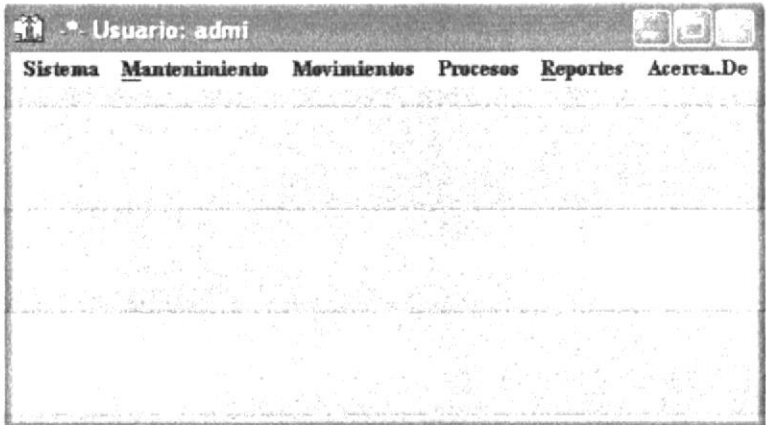 -*- Usuario: admi
Sistema Mantenimiento Movimientos Procesos Reportes Acerca..De